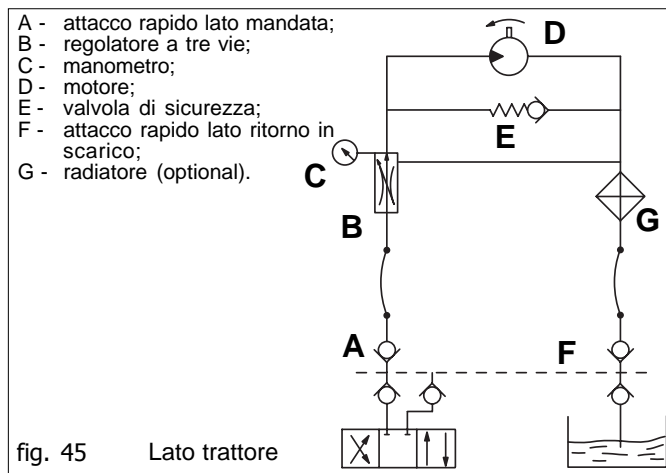 A - attacco rapido lato mandata;
B - regolatore a tre vie;
C - manometro;
D - motore;
E - valvola di sicurezza;
F - attacco rapido lato ritorno in
scarico;
G - radiatore (optional).
D
E
C
B
G
A
F
fig. 45 Lato trattore